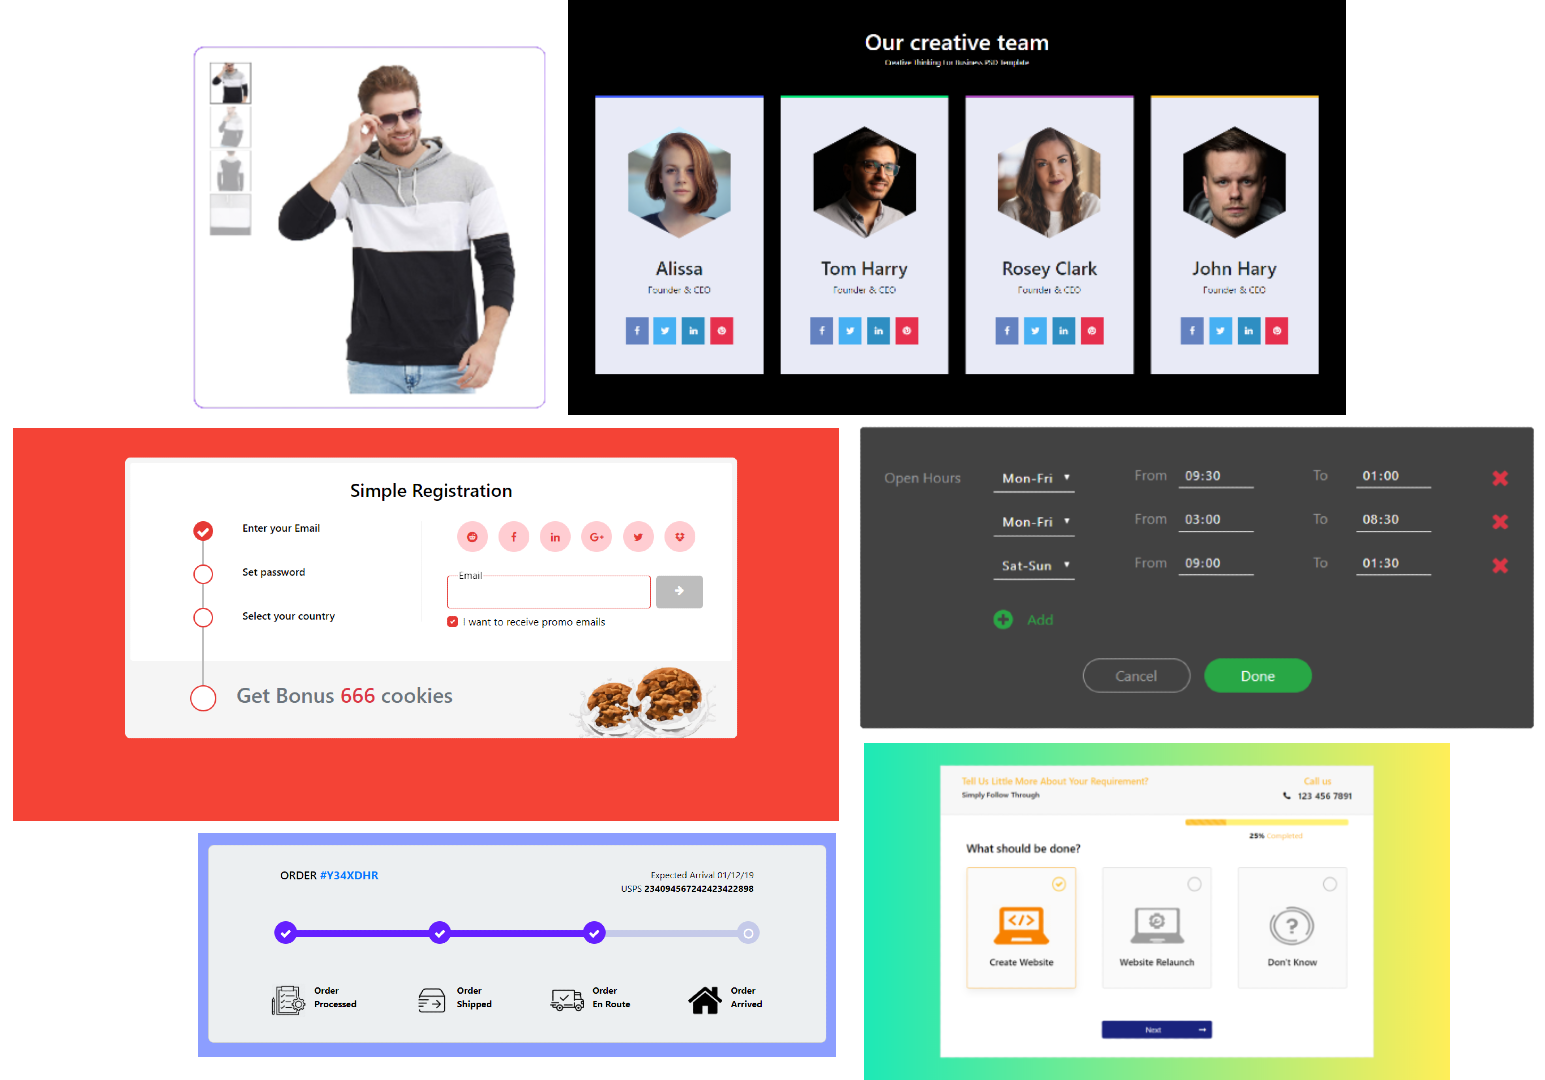 Our creative team
Creative Thinking For Business PSD Template
Alissa
Founder & CEO
Tom Harry
Founder & CEO
Rosey Clark
Founder & CEO
John Hary
Founder & CEO
Simple Registration
Enter your Email
Set password
Select your country
Email
I want to receive promo emails
Get Bonus 666 cookies
Open Hours Mon-Fri From 09:30 To 01:00
Mon-Fri From 03:00 To 08:30
Sat-Sun From 09:00 To 01:30
Add
Cancel Done
ORDER #Y34XDHR
Expected Arrival 01/12/19
USPS 234094567242423422898
Order
Processed
Order
Shipped
Order
En Route
Order
Arrived
Tell Us Little More About Your Requirement?
Simply Follow Through
Call us
123 456 7891
25% Completed
What should be done?
Create Website
Website Relaunch
Don't Know
Next